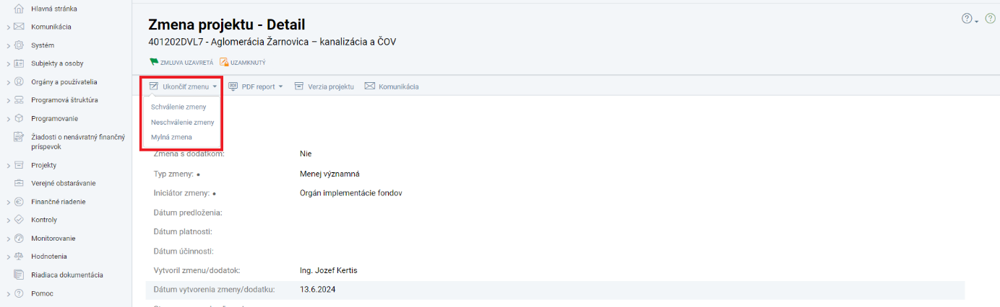 Hlavná stránka
Komunikácia
Systém
Subjekty a osoby
Orgány a používatelia
Programová štruktúra
Programovanie
Žiadosti o nenávratný finančný
príspevok
Projekty
Verejné obstarávanie
Finančné riadenie
Kontroly
Monitorovanie
Hodnotenia
Riadiaca dokumentácia
Pomoc
Zmena projektu - Detail
401202DVL7 - Aglomerácia Žarnovica – kanalizácia a ČOV
ZMLUVA UZAVRETÁ UZAMKNUTÝ
Ukončiť zmenu PDF report Verzia projektu Komunikácia
Schválenie zmeny
Neschválenie zmeny
Mylná zmena
Zmena s dodatkom: Nie
Typ zmeny: • Menej významná
Iniciátor zmeny: • Orgán implementácie fondov
Dátum predloženia:
Dátum platnosti:
Dátum účinnosti:
Vytvoril zmenu/dodatok: Ing. Jozef Kertis
Dátum vytvorenia zmeny/dodatku: 13.6.2024